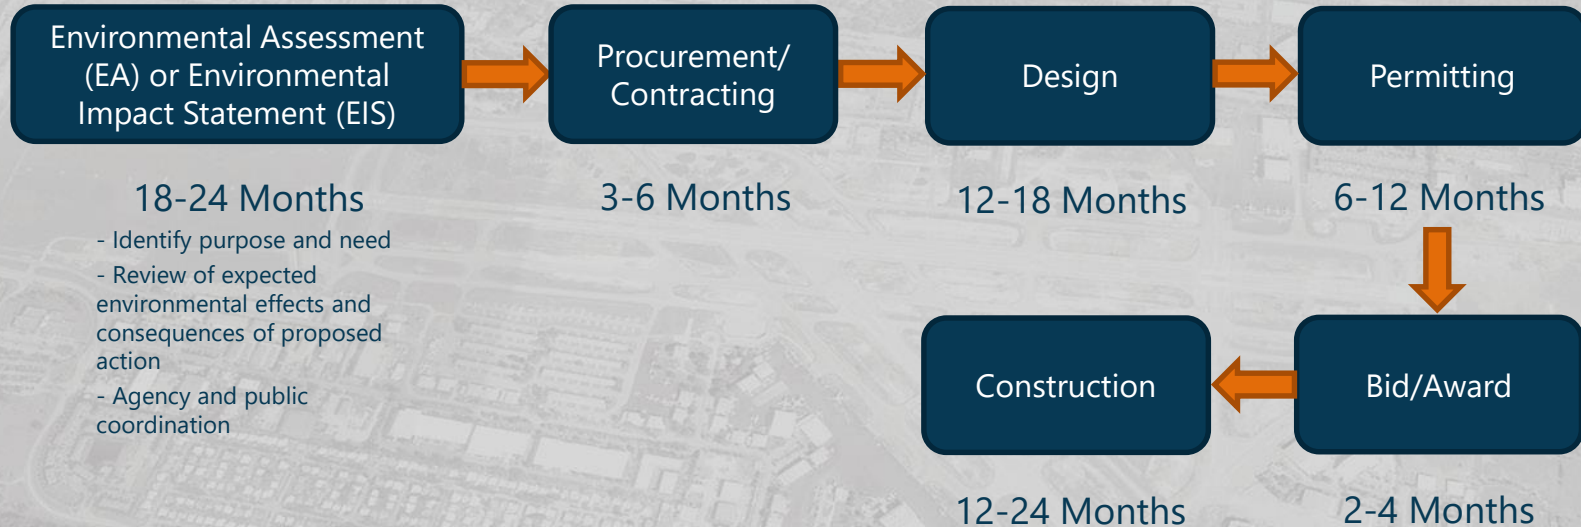 Environmental Assessment
(EA) or Environmental
Impact Statement (EIS)
Procurement/
Contracting
Design
Permitting
18-24 Months
3-6 Months
12-18 Months
6-12 Months
- Identify purpose and need
- Review of expected
environmental effects and
consequences of proposed
action
- Agency and public
coordination
Construction
Bid/Award
12-24 Months
2-4 Months